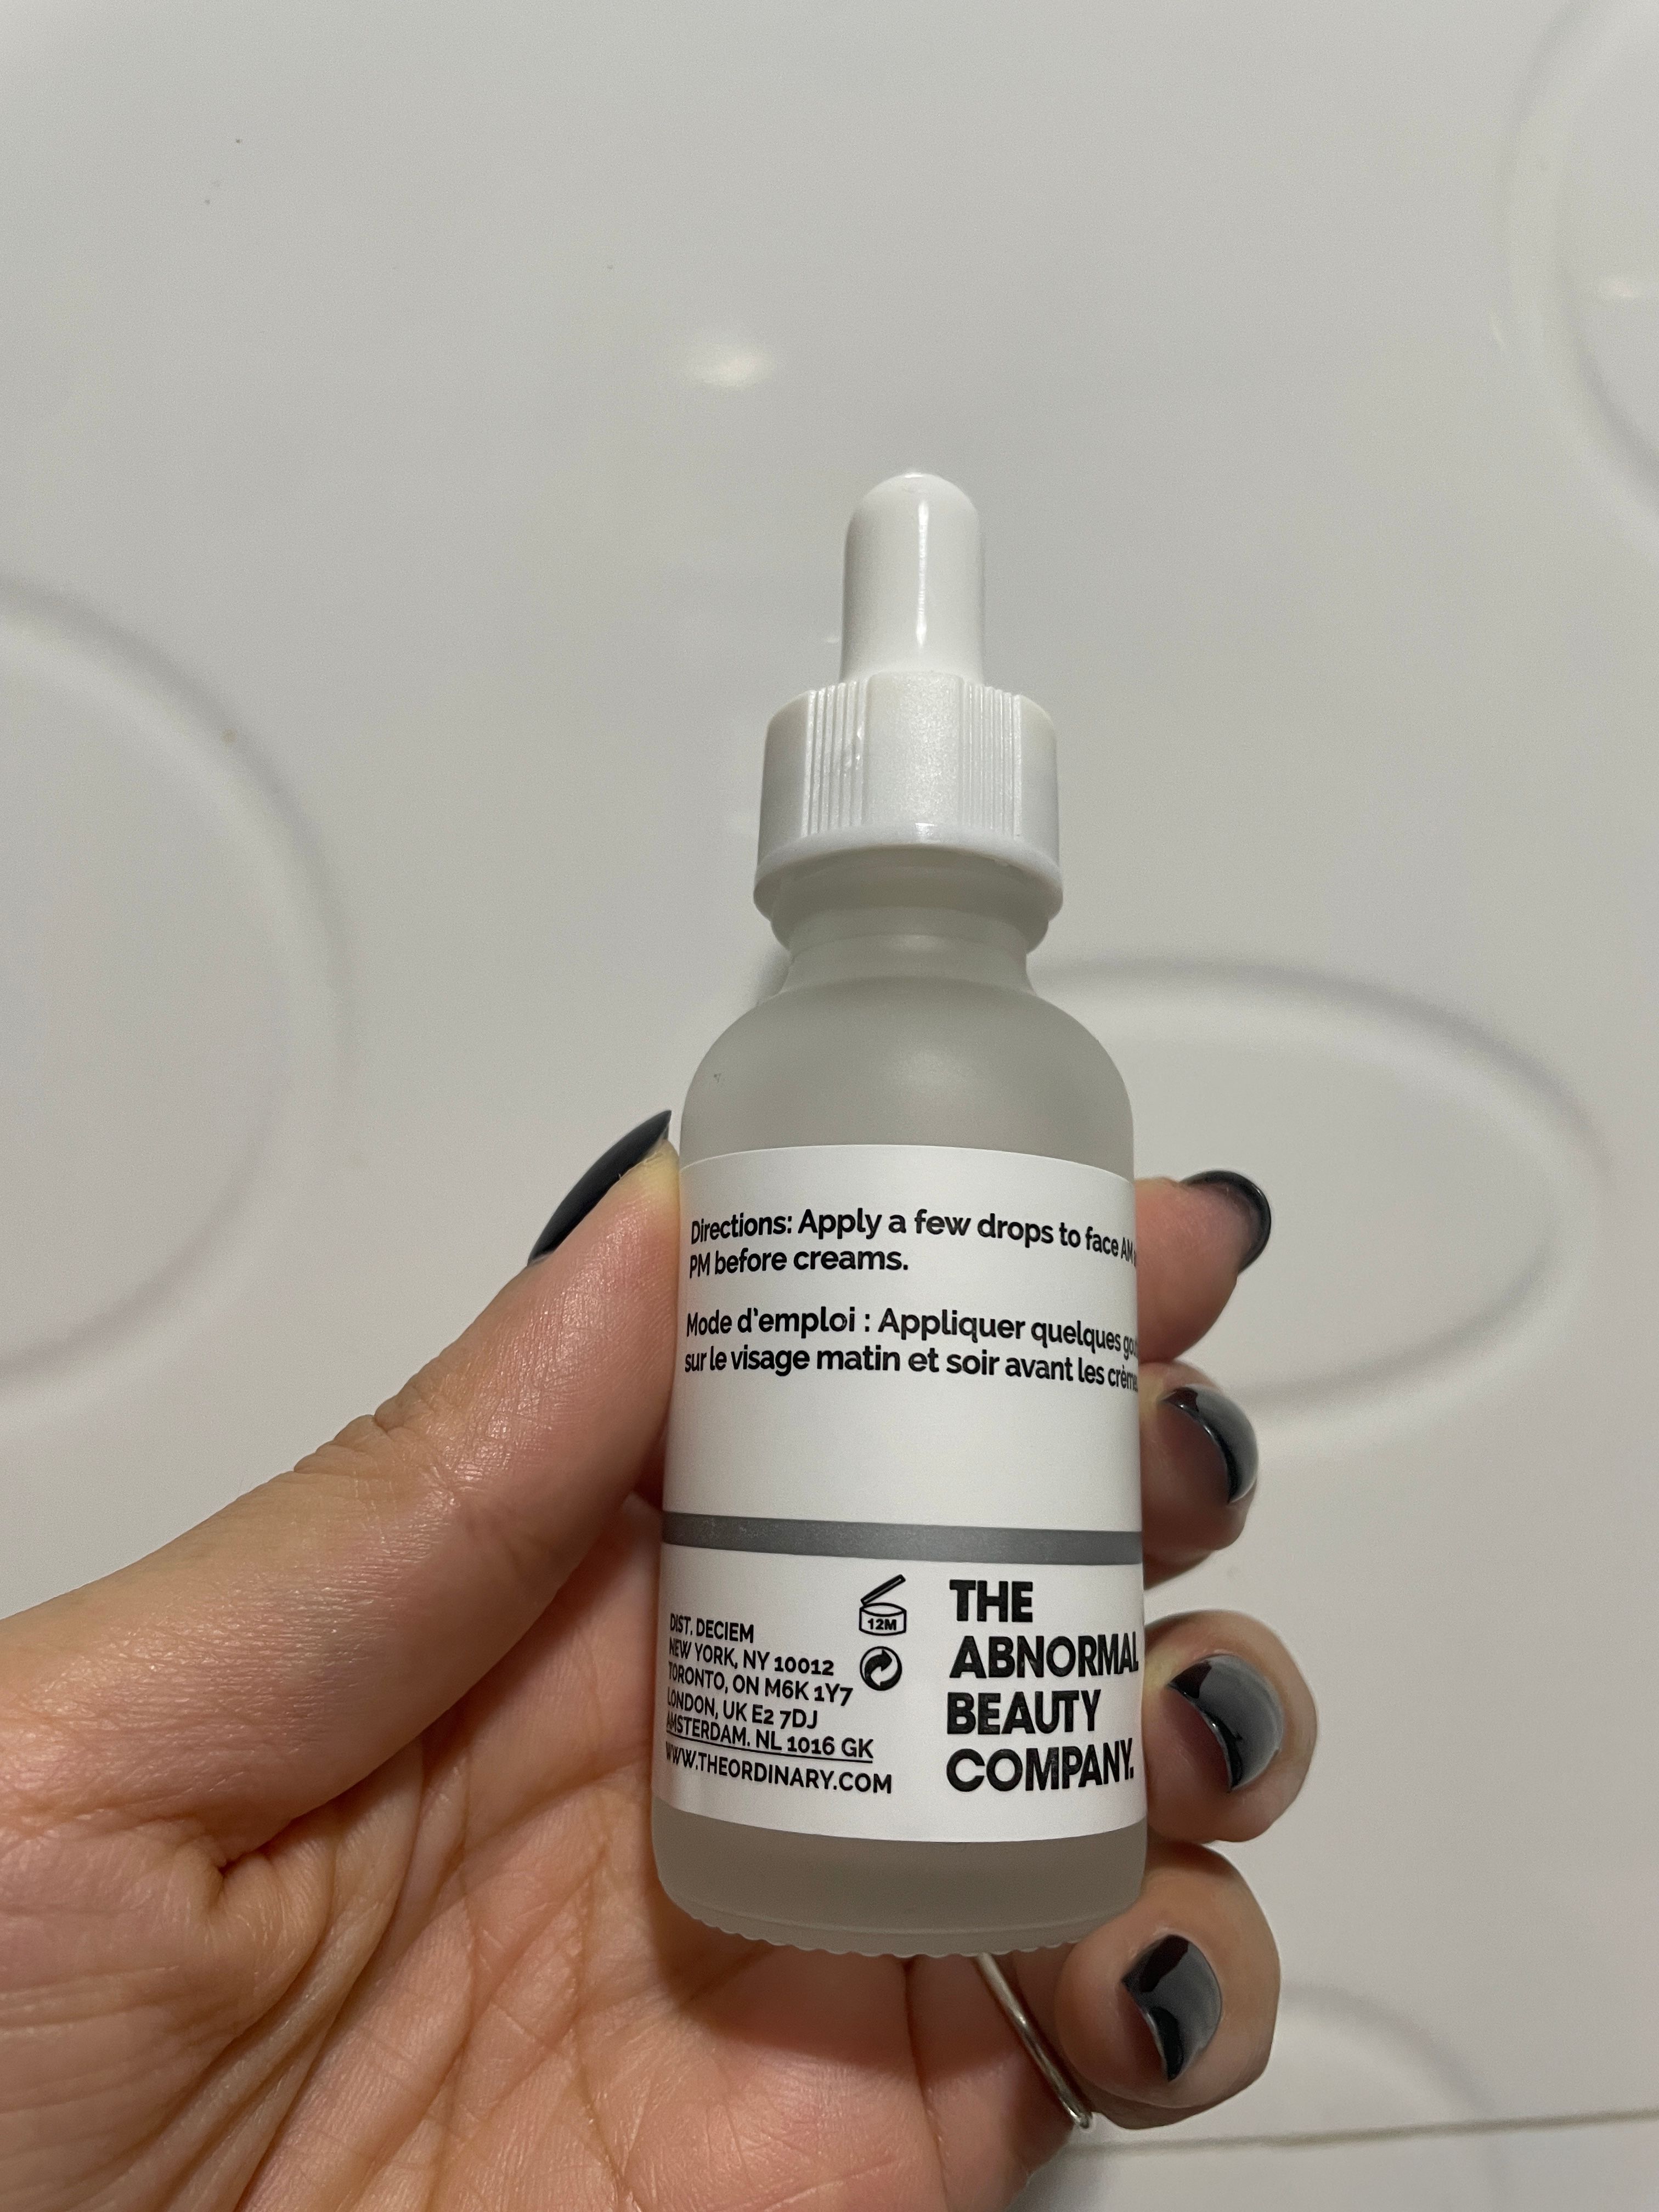 Directions: Apply a few drops to face AM
PM before creams.
Mode d'emploi : Appliquer quelques
sur le visage matin et soir avant les
DIST. DECIEM
NEW YORK, NY 10012
TORONTO, ON M6K 1Y7
LONDON, UK E2 7DJ
AMSTERDAM. NL 1016 GK
WWW.THEORDINARY.COM
12M
THE
ABNORMAL
BEAUTY
COMPANY.